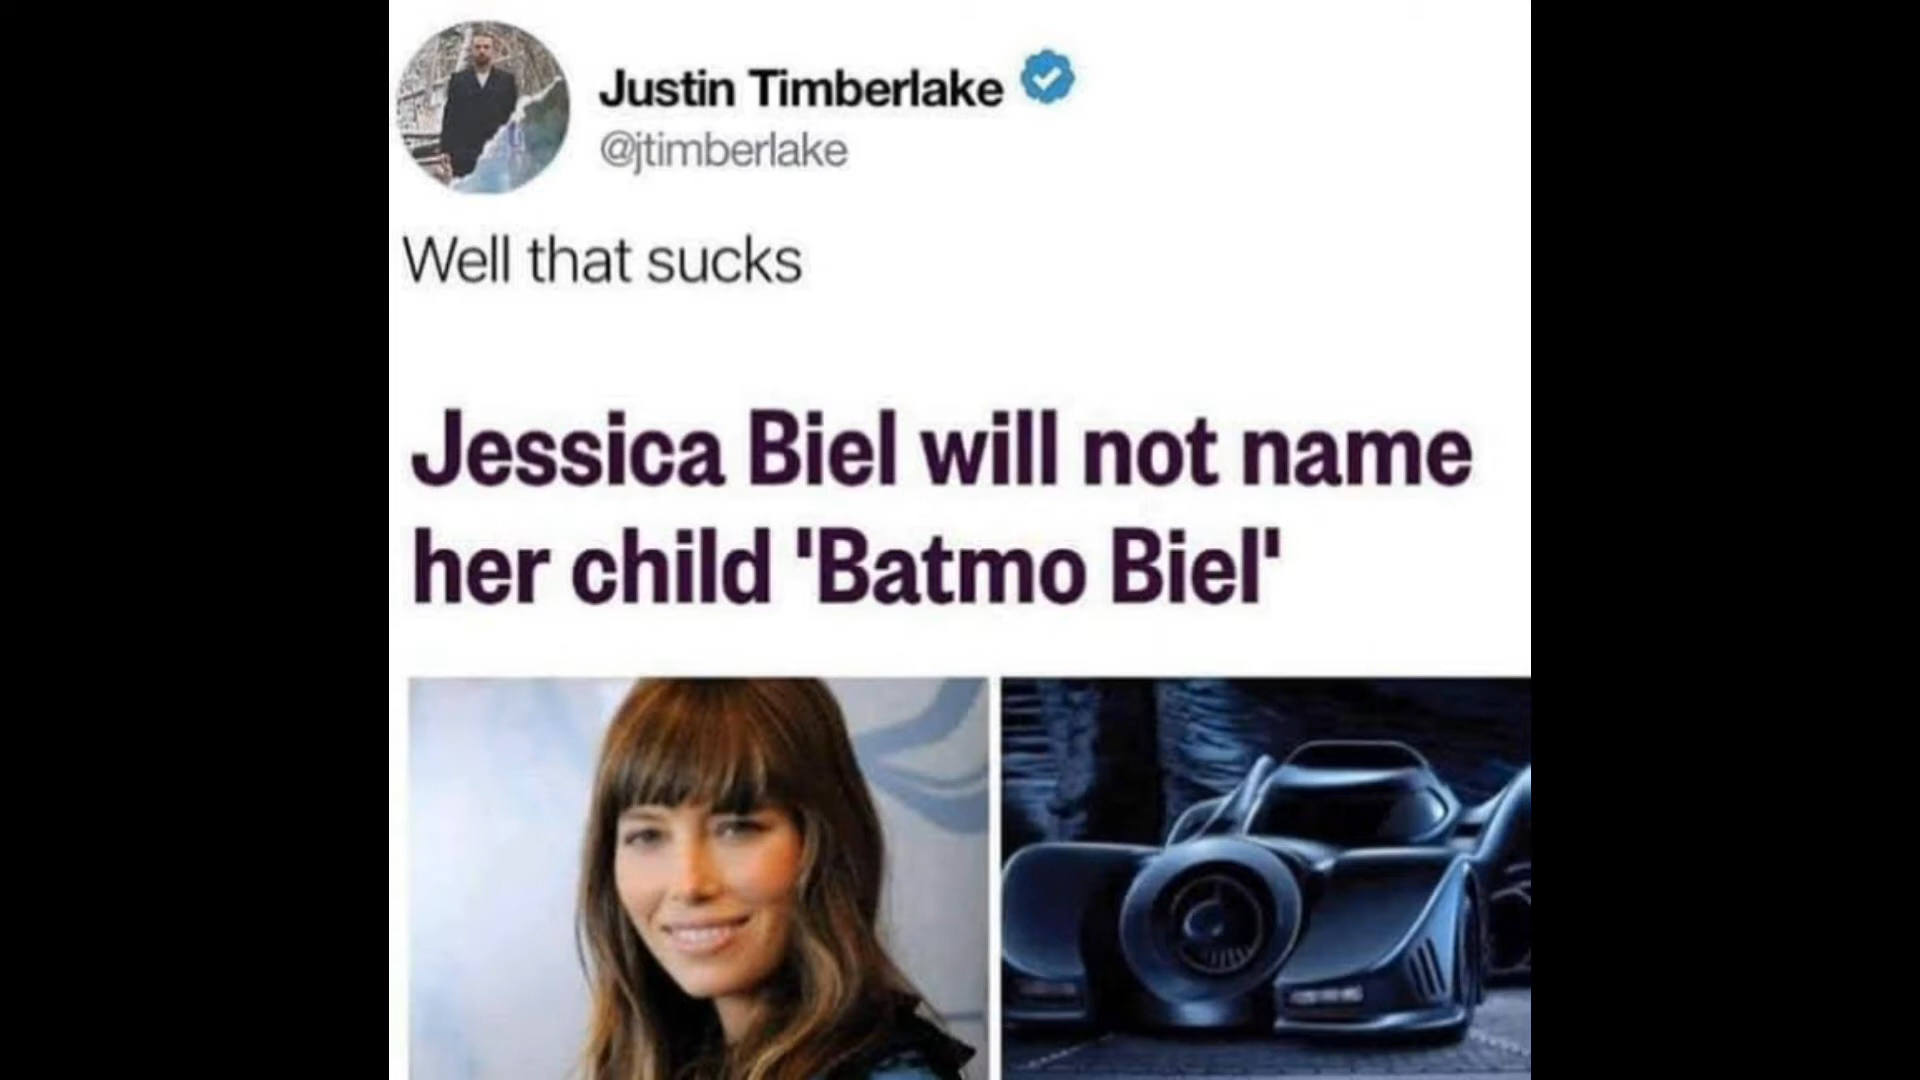 Justin Timberlake
@jtimberlake
Well that sucks
Jessica Biel will not name
her child 'Batmo Biel'